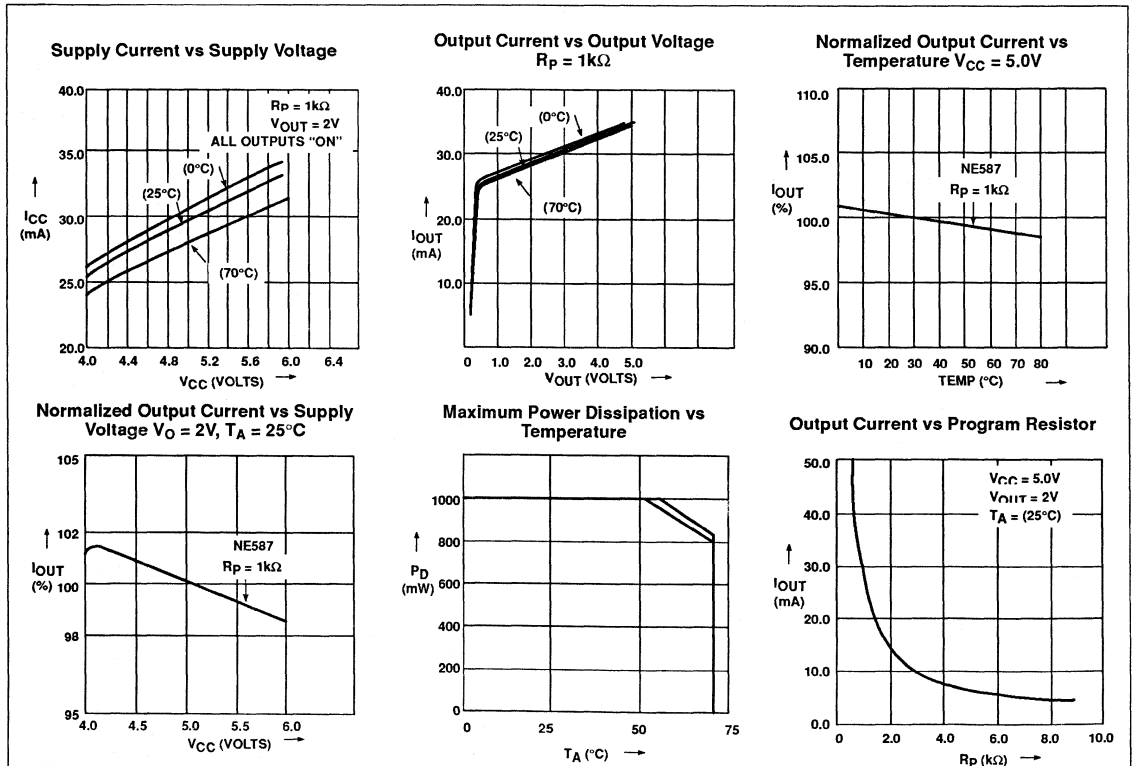 Supply Current vs Supply Voltage
40.0
35.0
30.0
25.0
20.0
ICC
(mA)
RP = 1kΩ
VOUT = 2V
ALL OUTPUTS "ON"
(0°C)
(25°C)
(70°C)
4.0 4.4 4.8 5.2 5.6 6.0 6.4
VCC (VOLTS)
Output Current vs Output Voltage
RP = 1kΩ
40.0
30.0
20.0
10.0
IOUT
(mA)
(0°C)
(25°C)
(70°C)
0 1.0 2.0 3.0 4.0 5.0
VOUT (VOLTS)
Normalized Output Current vs
Temperature VCC = 5.0V
110.0
105.0
100.0
95.0
90.0
IOUT
(%)
NE587
RP = 1kΩ
10 20 30 40 50 60 70 80
TEMP (°C)
Normalized Output Current vs Supply
Voltage VO = 2V, TA = 25°C
105
102
100
98
95
IOUT
(%)
NE587
RP = 1kΩ
4.0 4.5 5.0 5.5 6.0
VCC (VOLTS)
Maximum Power Dissipation vs
Temperature
1000
800
600
400
200
0
PD
(mW)
0 25 50 75
TA (°C)
Output Current vs Program Resistor
50.0
40.0
30.0
20.0
10.0
0.0
IOUT
(mA)
VCC = 5.0V
VOUT = 2V
TA = (25°C)
0 2.0 4.0 6.0 8.0 10.0
RP (kΩ)